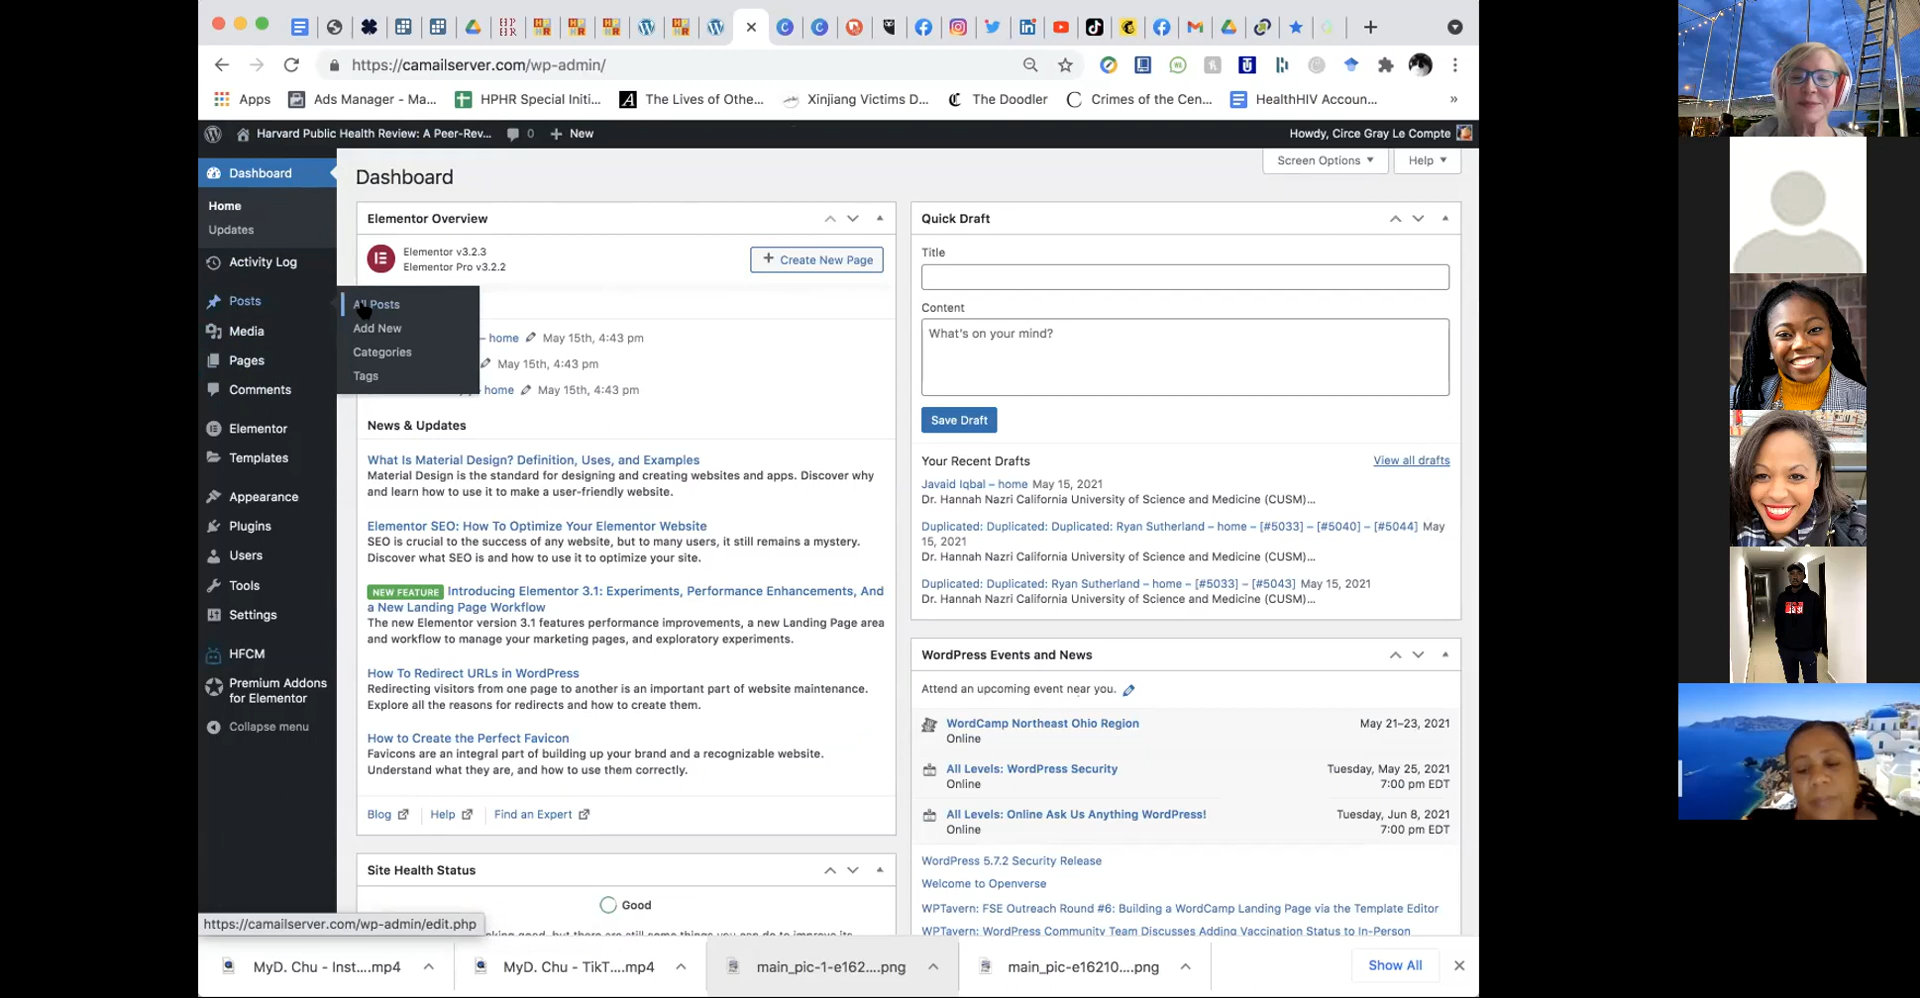 https://camailserver.com/wp-admin/
Apps
Ads Manager - Ma...
HPHR Special Initi...
The Lives of Othe...
Xinjiang Victims D...
The Doodler
Crimes of the Cen...
HealthHIV Accoun...
»
Harvard Public Health Review: A Peer-Rev...
0
+ New
Howdy, Circe Gray Le Compte
Dashboard
Home
Updates
Activity Log
Posts
Media
Pages
Comments
Elementor
Templates
Appearance
Plugins
Users
Tools
Settings
HFCM
Premium Addons
for Elementor
Collapse menu
All Posts
Add New
Categories
Tags
Dashboard
Screen Options
Help
Elementor Overview
Elementor v3.2.3
Elementor Pro v3.2.2
+ Create New Page
– home May 15th, 4:43 pm
May 15th, 4:43 pm
home May 15th, 4:43 pm
News & Updates
What Is Material Design? Definition, Uses, and Examples
Material Design is the standard for designing and creating websites and apps. Discover why
and learn how to use it to make a user-friendly website.
Elementor SEO: How To Optimize Your Elementor Website
SEO is crucial to the success of any website, but to many users, it still remains a mystery.
Discover what SEO is and how to use it to optimize your site.
NEW FEATURE Introducing Elementor 3.1: Experiments, Performance Enhancements, And
a New Landing Page Workflow
The new Elementor version 3.1 features performance improvements, a new Landing Page area
and workflow to manage your marketing pages, and exploratory experiments.
How To Redirect URLs in WordPress
Redirecting visitors from one page to another is an important part of website maintenance.
Explore all the reasons for redirects and how to create them.
How to Create the Perfect Favicon
Favicons are an integral part of building up your brand and a recognizable website.
Understand what they are, and how to use them correctly.
Blog
Help
Find an Expert
Site Health Status
Good
Quick Draft
Title
Content
What's on your mind?
Save Draft
Your Recent Drafts
View all drafts
Javaid Iqbal – home May 15, 2021
Dr. Hannah Nazri California University of Science and Medicine (CUSM)...
Duplicated: Duplicated: Duplicated: Ryan Sutherland – home – [#5033] – [#5040] – [#5044] May
15, 2021
Dr. Hannah Nazri California University of Science and Medicine (CUSM)...
Duplicated: Duplicated: Ryan Sutherland – home – [#5033] – [#5043] May 15, 2021
Dr. Hannah Nazri California University of Science and Medicine (CUSM)...
WordPress Events and News
Attend an upcoming event near you.
WordCamp Northeast Ohio Region
Online
May 21–23, 2021
All Levels: WordPress Security
Online
Tuesday, May 25, 2021
7:00 pm EDT
All Levels: Online Ask Us Anything WordPress!
Online
Tuesday, Jun 8, 2021
7:00 pm EDT
WordPress 5.7.2 Security Release
Welcome to Openverse
WPTavern: FSE Outreach Round #6: Building a WordCamp Landing Page via the Template Editor
WPTavern: WordPress Community Team Discusses Adding Vaccination Status to In-Person
https://camailserver.com/wp-admin/edit.php
MyD. Chu - Inst....mp4
MyD. Chu - TikT....mp4
main_pic-1-e162....png
main_pic-e16210....png
Show All